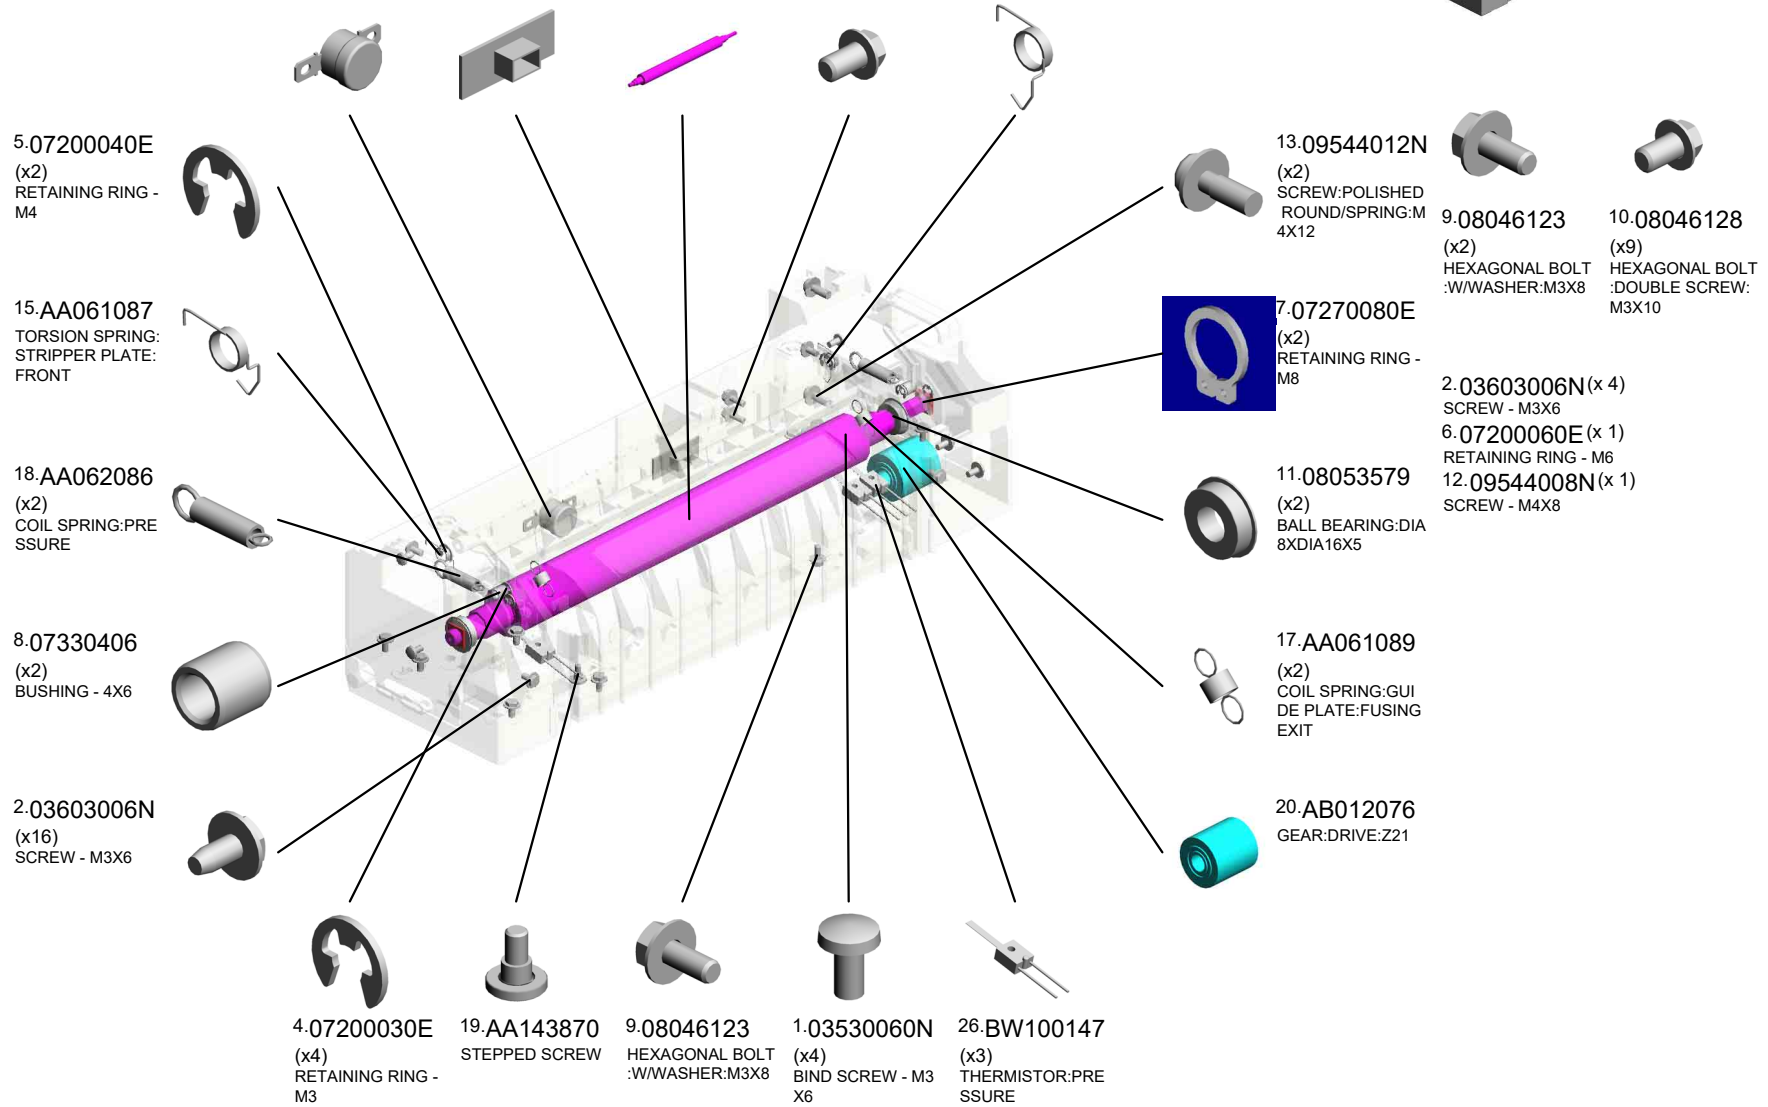 5.07200040E
(x2)
RETAINING RING -
M4
15.AA061087
TORSION SPRING:
STRIPPER PLATE:
FRONT
18.AA062086
(x2)
COIL SPRING:PRE
SSURE
8.07330406
(x2)
BUSHING - 4X6
2.03603006N
(x16)
SCREW - M3X6
4.07200030E
(x4)
RETAINING RING -
M3
19.AA143870
STEPPED SCREW
9.08046123
HEXAGONAL BOLT
:W/WASHER:M3X8
1.03530060N
(x4)
BIND SCREW - M3
X6
26.BW100147
(x3)
THERMISTOR:PRE
SSURE
13.09544012N
(x2)
SCREW:POLISHED
ROUND/SPRING:M
4X12
7.07270080E
(x2)
RETAINING RING -
M8
11.08053579
(x2)
BALL BEARING:DIA
8XDIA16X5
17.AA061089
(x2)
COIL SPRING:GUI
DE PLATE:FUSING
EXIT
20.AB012076
GEAR:DRIVE:Z21
9.08046123
(x2)
HEXAGONAL BOLT
:W/WASHER:M3X8
10.08046128
(x9)
HEXAGONAL BOLT
:DOUBLE SCREW:
M3X10
2.03603006N(x 4)
SCREW - M3X6
6.07200060E(x 1)
RETAINING RING - M6
12.09544008N(x 1)
SCREW - M4X8